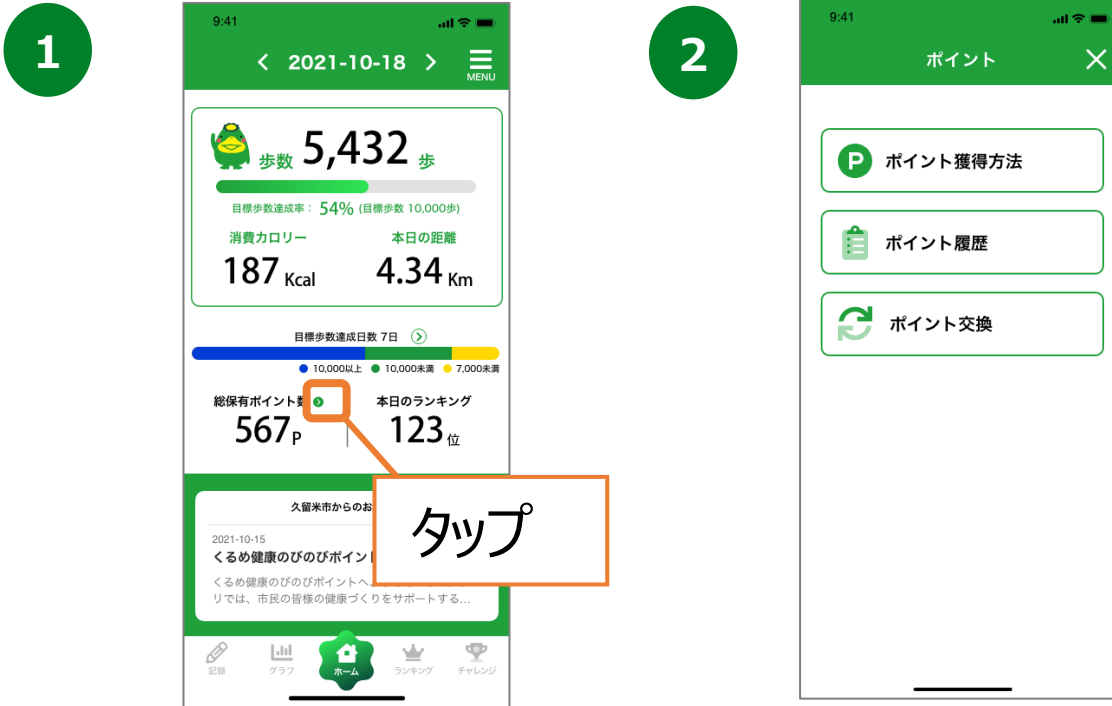 1
9:41
2021-10-18
MENU
歩数 5,432 歩
目標歩数達成率： 54% (目標歩数 10,000歩)
消費カロリー 本日の距離
187 Kcal 4.34 Km
目標歩数達成日数 7日
10,000以上 10,000未満 7,000未満
総保有ポイント数 本日のランキング
567 P 123 位
タップ
久留米市からのお
2021-10-15
くるめ健康のびのびポイント
くるめ健康のびのびポイントへ
リでは、市民の皆様の健康づくりをサポートする...
記録 グラフ ホーム ランキング チャレンジ
2
9:41
ポイント
P ポイント獲得方法
ポイント履歴
ポイント交換